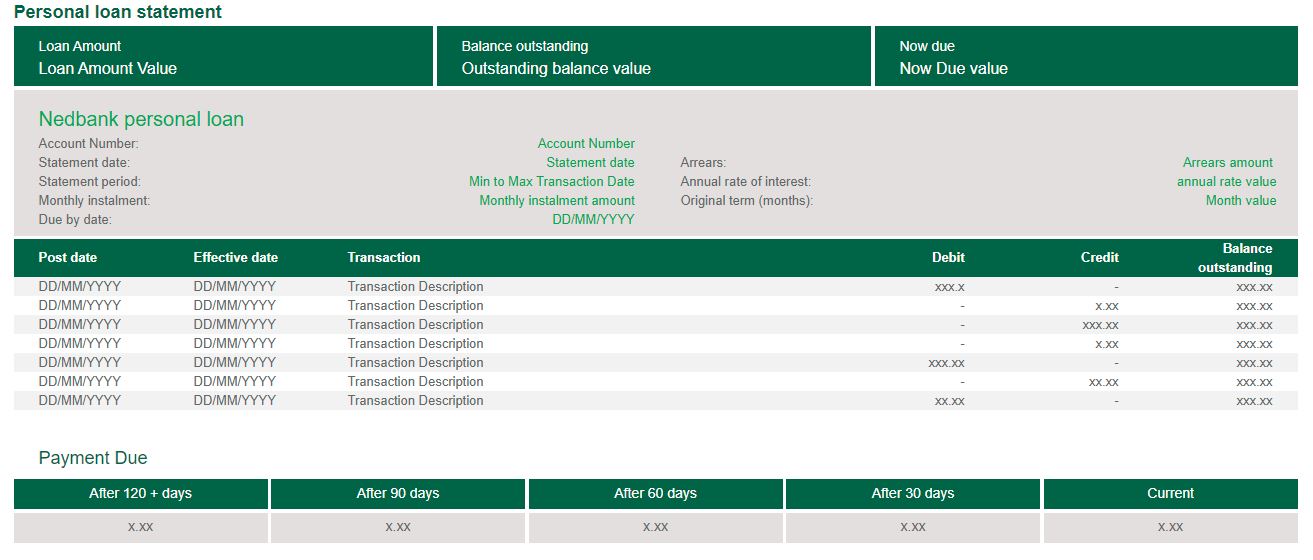 Personal loan statement
Loan Amount Balance outstanding Now due
Loan Amount Value Outstanding balance value Now Due value
Nedbank personal loan
Account Number: Account Number
Statement date: Statement date Arrears: Arrears amount
Statement period: Min to Max Transaction Date Annual rate of interest: annual rate value
Monthly instalment: Monthly instalment amount Original term (months): Month value
Due by date: DD/MM/YYYY
Post date Effective date Transaction Debit Credit Balance outstanding
DD/MM/YYYY DD/MM/YYYY Transaction Description xxx.x - xxx.xx
DD/MM/YYYY DD/MM/YYYY Transaction Description - x.xx xxx.xx
DD/MM/YYYY DD/MM/YYYY Transaction Description - xxx.xx xxx.xx
DD/MM/YYYY DD/MM/YYYY Transaction Description - x.xx xxx.xx
DD/MM/YYYY DD/MM/YYYY Transaction Description xxx.xx - xxx.xx
DD/MM/YYYY DD/MM/YYYY Transaction Description - xx.xx xxx.xx
DD/MM/YYYY DD/MM/YYYY Transaction Description xx.xx - xxx.xx
Payment Due
After 120 + days After 90 days After 60 days After 30 days Current
x.xx x.xx x.xx x.xx x.xx